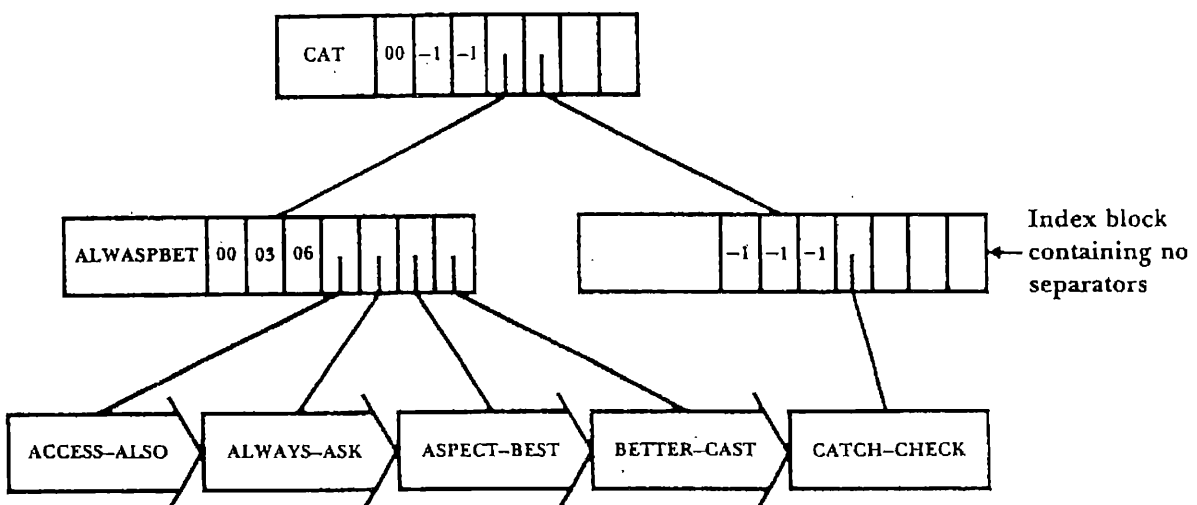 CAT 00 -1 -1
ALWASPBET 00 03 06
-1 -1 -1
Index block
containing no
separators
ACCESS-ALSO ALWAYS-ASK ASPECT-BEST BETTER-CAST CATCH-CHECK